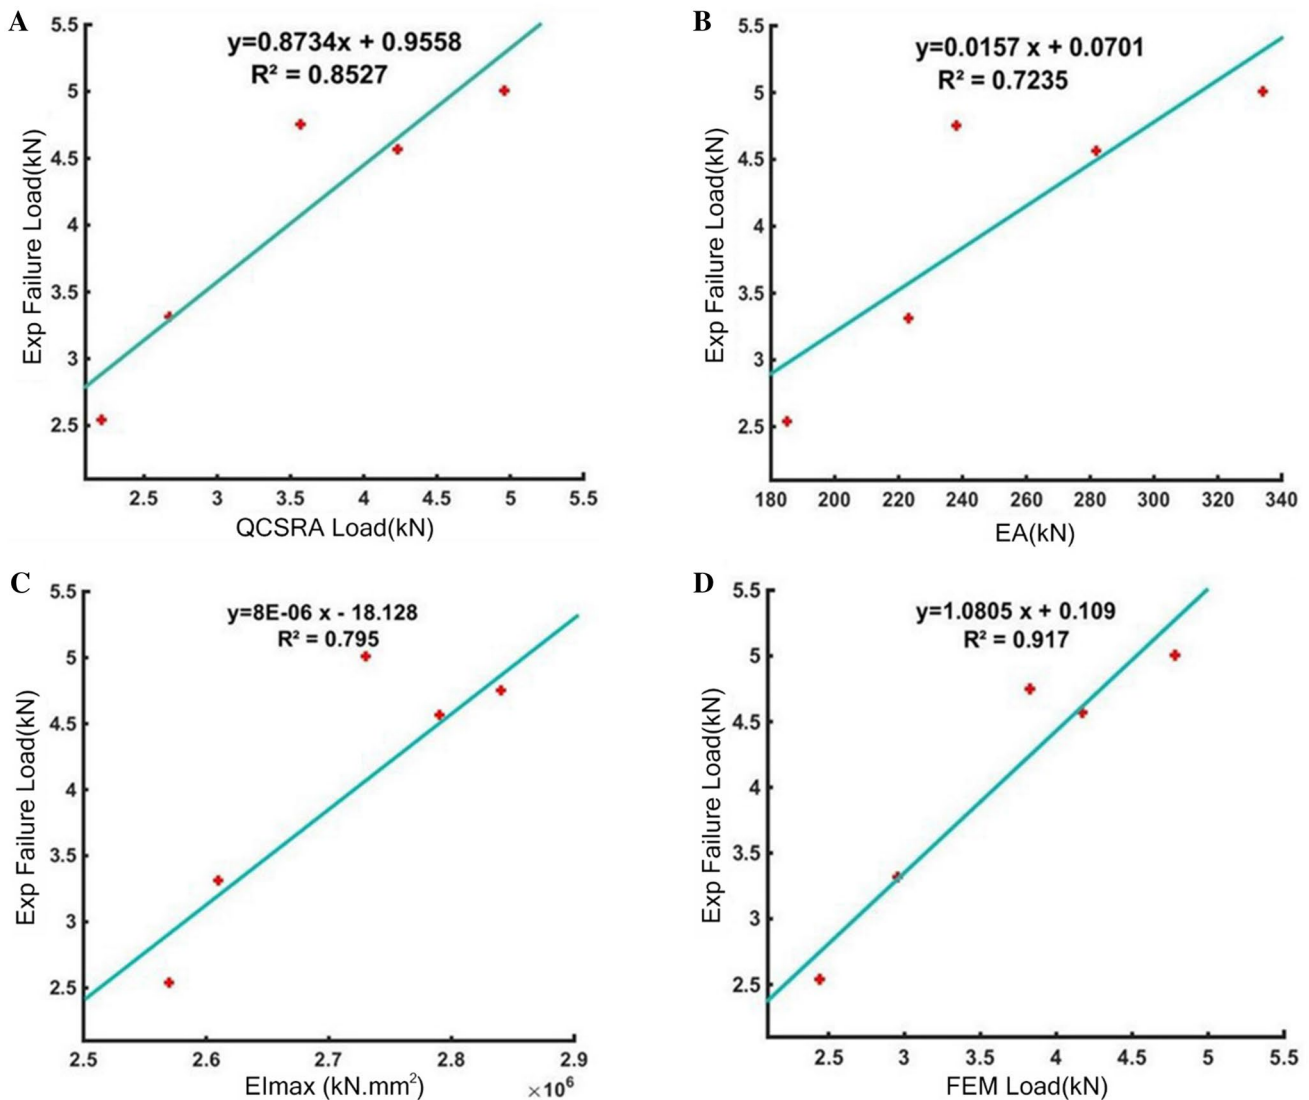 A
y=0.8734x + 0.9558
R² = 0.8527
5.5
5
4.5
4
3.5
3
2.5
Exp Failure Load(kN)
2.5 3 3.5 4 4.5 5 5.5
QCSRA Load(kN)
B
y=0.0157 x + 0.0701
R² = 0.7235
5.5
5
4.5
4
3.5
3
2.5
Exp Failure Load(kN)
180 200 220 240 260 280 300 320 340
EA(kN)
C
y=8E-06 x - 18.128
R² = 0.795
5.5
5
4.5
4
3.5
3
2.5
Exp Failure Load(kN)
2.5 2.6 2.7 2.8 2.9
EImax (kN.mm²)
×10⁶
D
y=1.0805 x + 0.109
R² = 0.917
5.5
5
4.5
4
3.5
3
2.5
Exp Failure Load(kN)
2.5 3 3.5 4 4.5 5 5.5
FEM Load(kN)